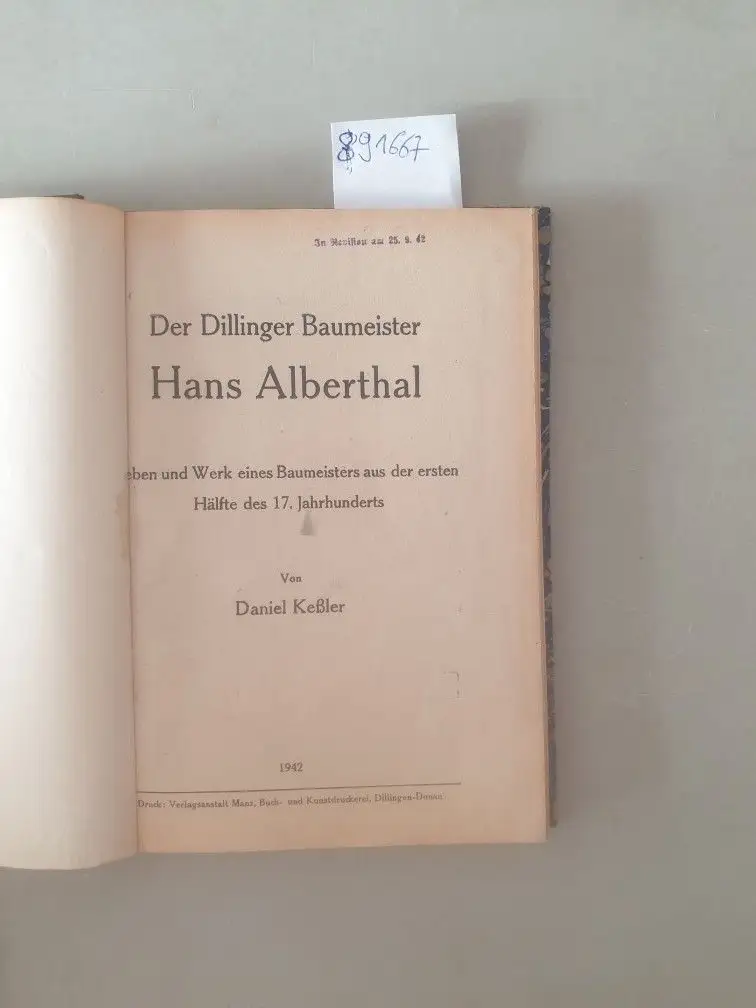 891667
In Revision am 25. 8. 42
Der Dillinger Baumeister
Hans Alberthal
eben und Werk eines Baumeisters aus der ersten
Hälfte des 17. Jahrhunderts
Von
Daniel Keßler
1942
Druck: Verlagsanstalt Manz, Buch- und Kunstdruckerei, Dillingen-Donau